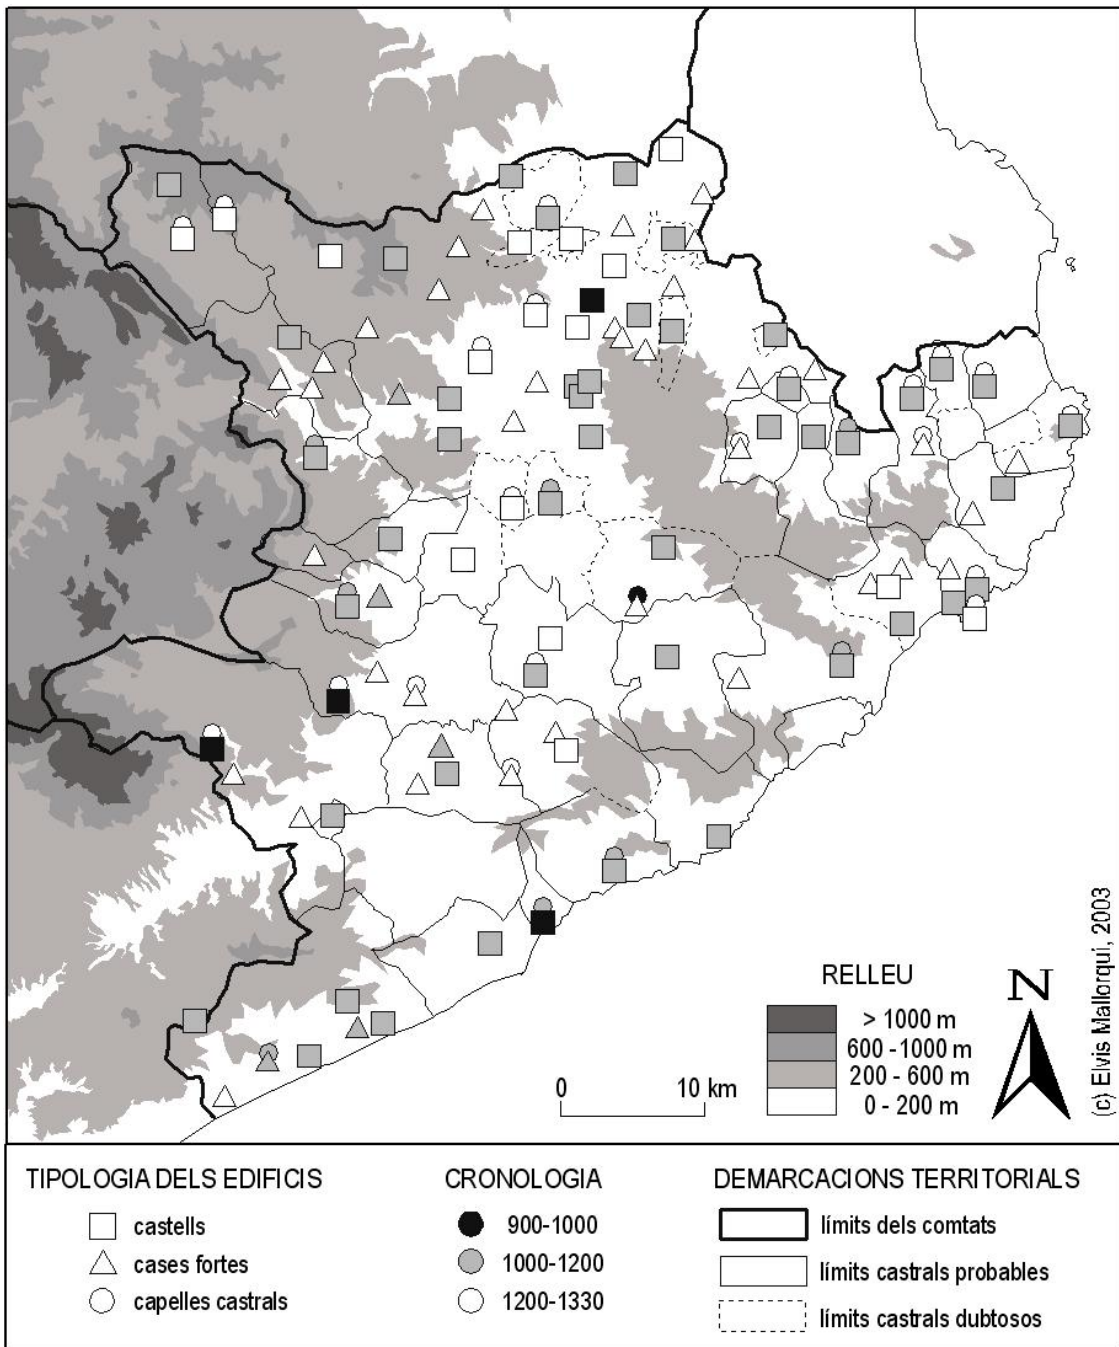 (c) Elvis Mallorquí, 2003
RELLEU
> 1000 m
600 - 1000 m
200 - 600 m
0 - 200 m
N
0 10 km
TIPOLOGIA DELS EDIFICIS
castells
cases fortes
capelles castrals
CRONOLOGIA
900-1000
1000-1200
1200-1330
DEMARCACIONS TERRITORIALS
límits dels comtats
límits castrals probables
límits castrals dubtosos